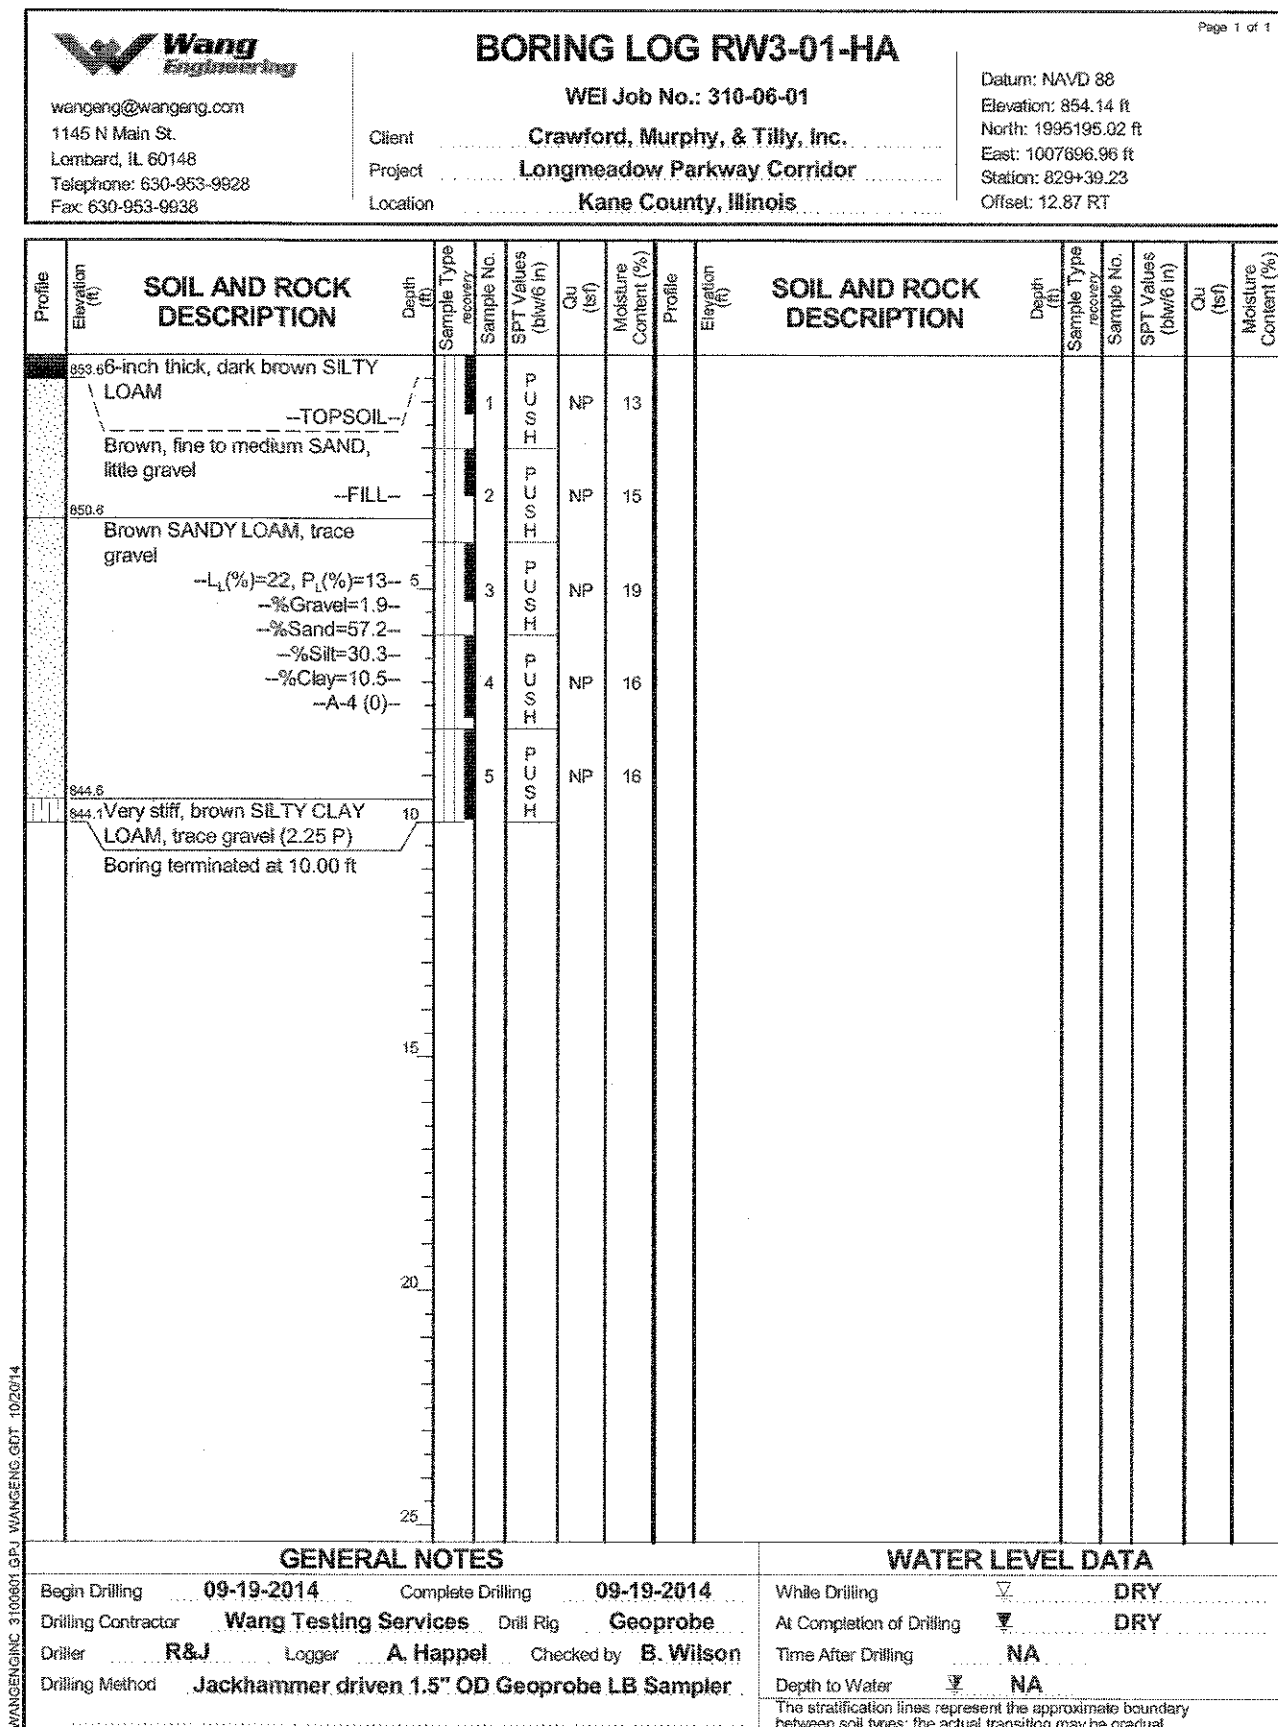 Page 1 of 1
Wang
Engineering
wangeng@wangeng.com
1145 N Main St.
Lombard, IL 60148
Telephone: 630-953-9928
Fax: 630-953-9938
BORING LOG RW3-01-HA
WEI Job No.: 310-06-01
Client Crawford, Murphy, & Tilly, Inc.
Project Longmeadow Parkway Corridor
Location Kane County, Illinois
Datum: NAVD 88
Elevation: 854.14 ft
North: 1995195.02 ft
East: 1007696.96 ft
Station: 829+39.23
Offset: 12.87 RT
Profile
Elevation (ft)
SOIL AND ROCK
DESCRIPTION
Depth (ft)
Sample Type
recovery
Sample No.
SPT Values (blw/6 in)
Qu (tsf)
Moisture Content (%)
Profile
Elevation (ft)
SOIL AND ROCK
DESCRIPTION
Depth (ft)
Sample Type
recovery
Sample No.
SPT Values (blw/6 in)
Qu (tsf)
Moisture Content (%)
853.6 6-inch thick, dark brown SILTY
LOAM
--TOPSOIL--
1 PUSH NP 13
Brown, fine to medium SAND,
little gravel
--FILL--
2 PUSH NP 15
850.6
Brown SANDY LOAM, trace
gravel
--LL(%)=22, PL(%)=13-- 5
3 PUSH NP 19
--%Gravel=1.9--
--%Sand=57.2--
--%Silt=30.3--
--%Clay=10.5--
4 PUSH NP 16
--A-4 (0)--
5 PUSH NP 16
844.6
844.1 Very stiff, brown SILTY CLAY 10
LOAM, trace gravel (2.25 P)
Boring terminated at 10.00 ft
15
20
25
WANGENGINC 3100601.GPJ WANGENG.GDT 10/20/14
GENERAL NOTES
Begin Drilling 09-19-2014 Complete Drilling 09-19-2014
Drilling Contractor Wang Testing Services Drill Rig Geoprobe
Driller R&J Logger A. Happel Checked by B. Wilson
Drilling Method Jackhammer driven 1.5" OD Geoprobe LB Sampler
WATER LEVEL DATA
While Drilling DRY
At Completion of Drilling DRY
Time After Drilling NA
Depth to Water NA
The stratification lines represent the approximate boundary
between soil types; the actual transition may be gradual.